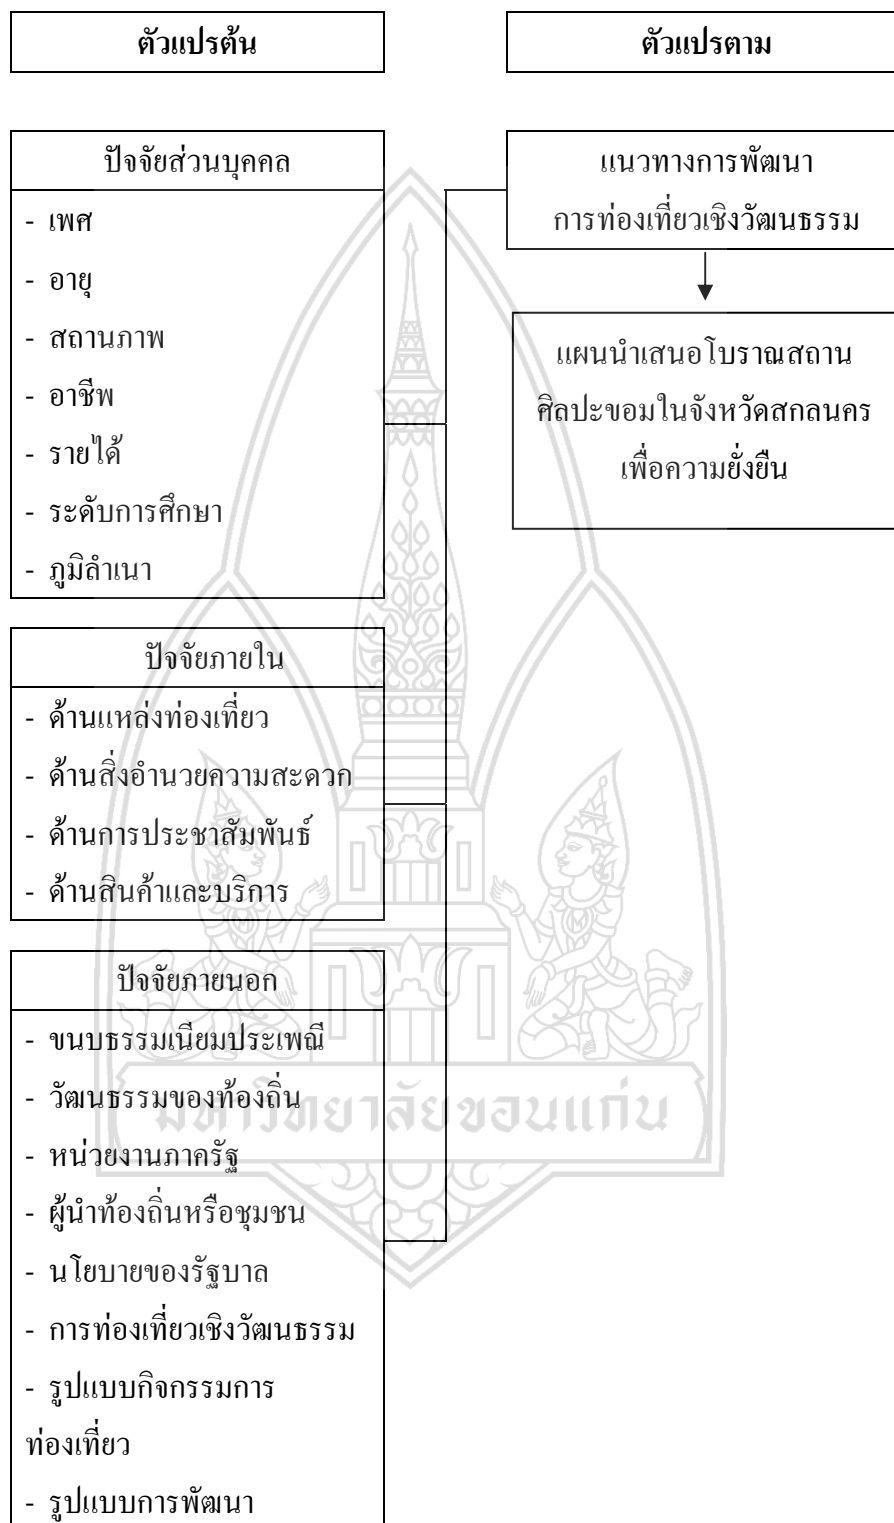 ตัวแปรต้น
ตัวแปรตาม
ปัจจัยส่วนบุคคล
- เพศ
- อายุ
- สถานภาพ
- อาชีพ
- รายได้
- ระดับการศึกษา
- ภูมิลำเนา
ปัจจัยภายใน
- ด้านแหล่งท่องเที่ยว
- ด้านสิ่งอำนวยความสะดวก
- ด้านการประชาสัมพันธ์
- ด้านสินค้าและบริการ
ปัจจัยภายนอก
- ขนบธรรมเนียมประเพณี
- วัฒนธรรมของท้องถิ่น
- หน่วยงานภาครัฐ
- ผู้นำท้องถิ่นหรือชุมชน
- นโยบายของรัฐบาล
- การท่องเที่ยวเชิงวัฒนธรรม
- รูปแบบกิจกรรมการ
ท่องเที่ยว
- รูปแบบการพัฒนา
แนวทางการพัฒนา
การท่องเที่ยวเชิงวัฒนธรรม
แผนนำเสนอโบราณสถาน
ศิลปะขอมในจังหวัดสกลนคร
เพื่อความยั่งยืน
มหาวิทยาลัยขอนแก่น